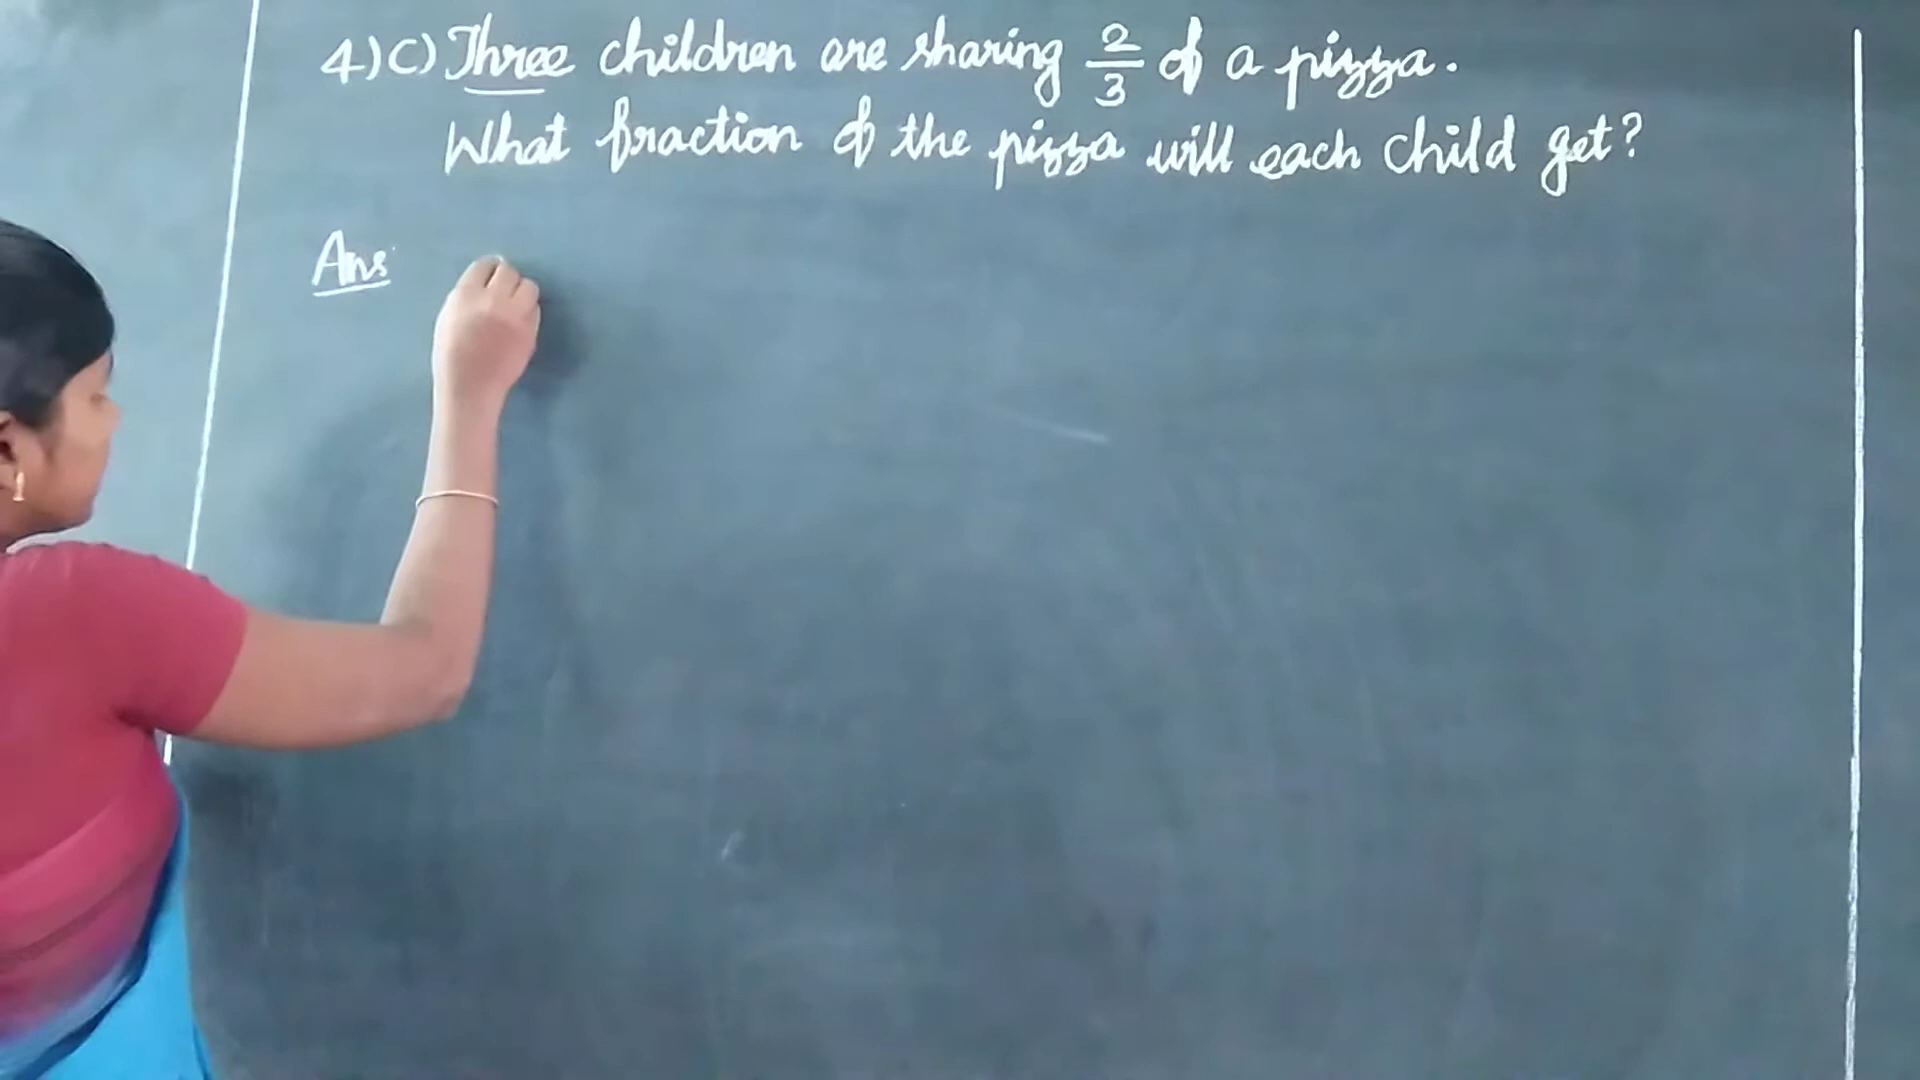 4)C) Three children are sharing 2/3 of a pizza.
What fraction of the pizza will each child get?
Ans